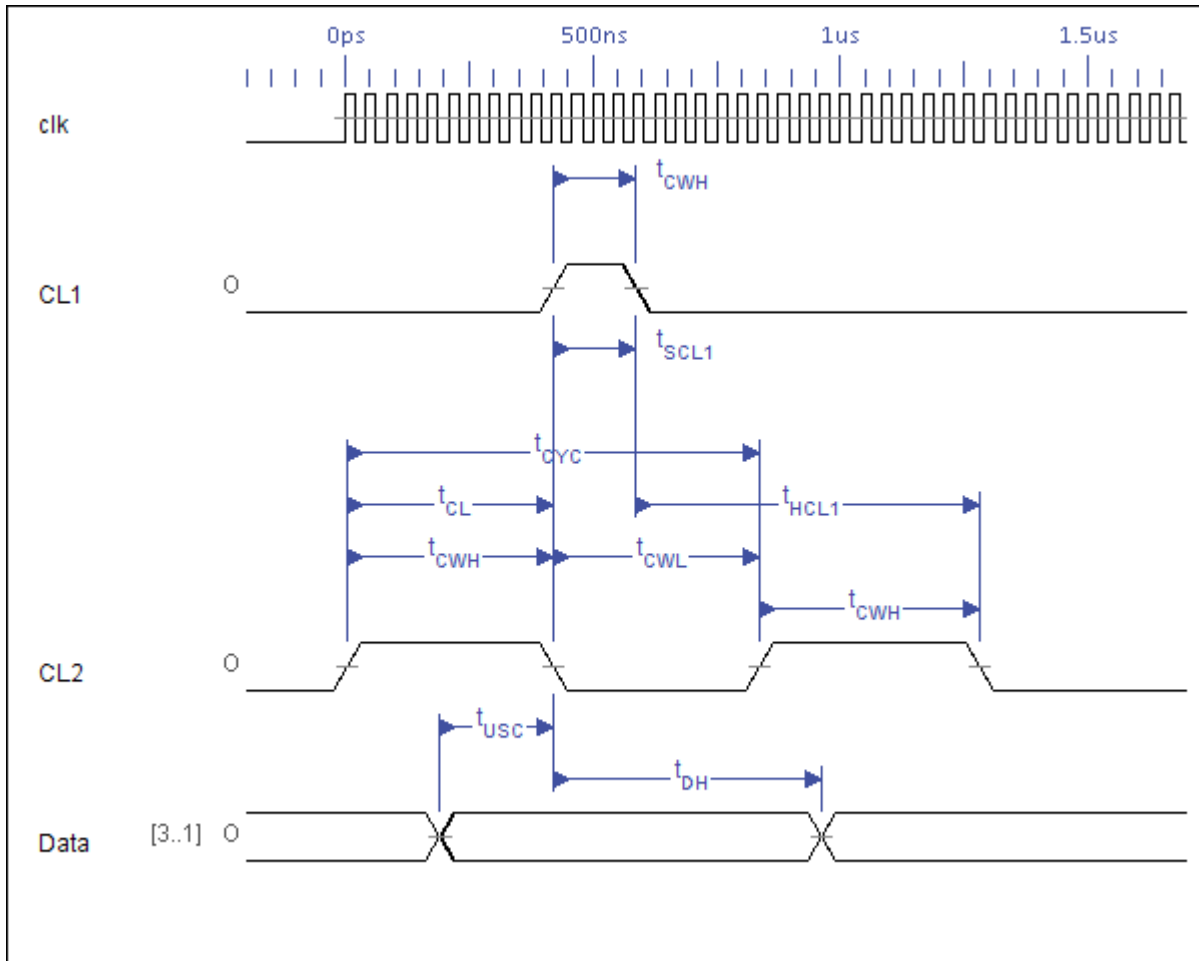 0ps 500ns 1us 1.5us
clk
tCWH
CL1 O
tSCL1
tCYC
tCL tHCL1
tCWH tCWL
tCWH
CL2 O
tUSC
tDH
Data [3..1] O